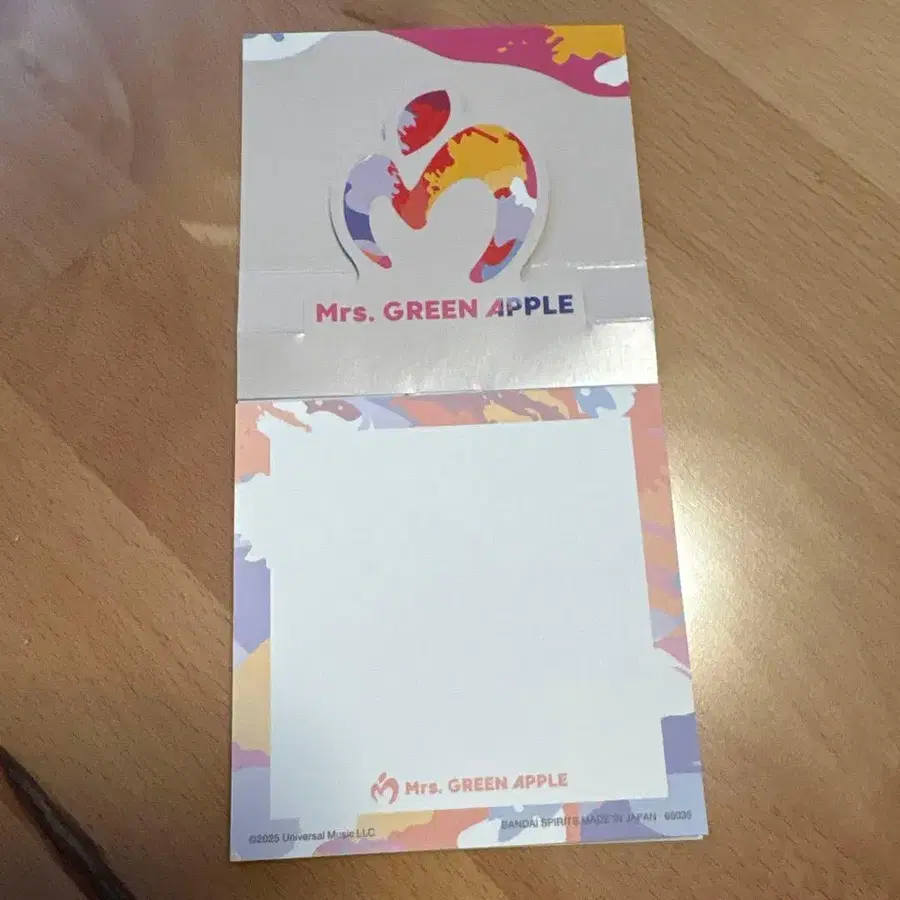 Mrs. GREEN APPLE
Mrs. GREEN APPLE
©2025 Universal Music LLC
BANDAI SPIRITS MADE IN JAPAN